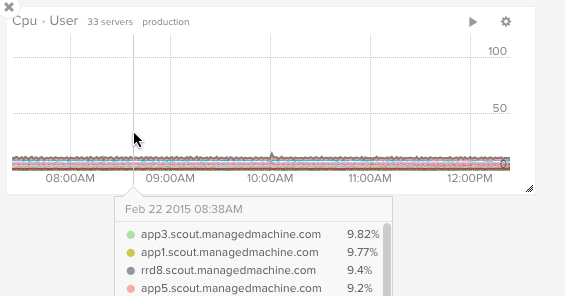 Cpu · User 33 servers production
100
50
0
08:00AM 09:00AM 10:00AM 11:00AM 12:00PM
Feb 22 2015 08:38AM
app3.scout.managedmachine.com 9.82%
app1.scout.managedmachine.com 9.77%
rrd8.scout.managedmachine.com 9.4%
app5.scout.managedmachine.com 9.2%